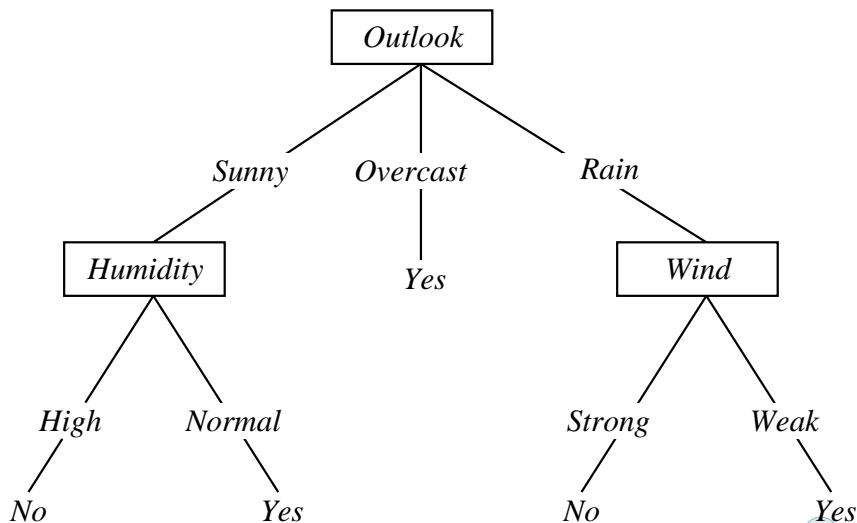 Outlook
Sunny Overcast Rain
Humidity Wind
Yes
High Normal Strong Weak
No Yes No Yes